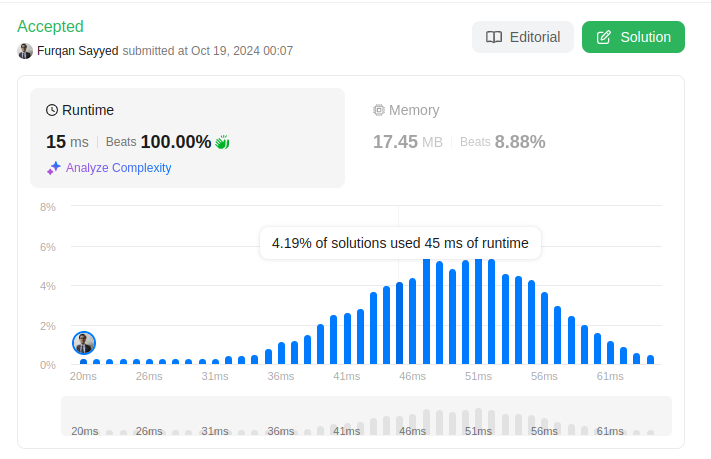 Accepted
Furqan Sayyed submitted at Oct 19, 2024 00:07
Editorial
Solution
Runtime
15 ms Beats 100.00%
Analyze Complexity
Memory
17.45 MB Beats 8.88%
8%
6%
4%
2%
0%
4.19% of solutions used 45 ms of runtime
20ms 26ms 31ms 36ms 41ms 46ms 51ms 56ms 61ms
20ms 26ms 31ms 36ms 41ms 46ms 51ms 56ms 61ms